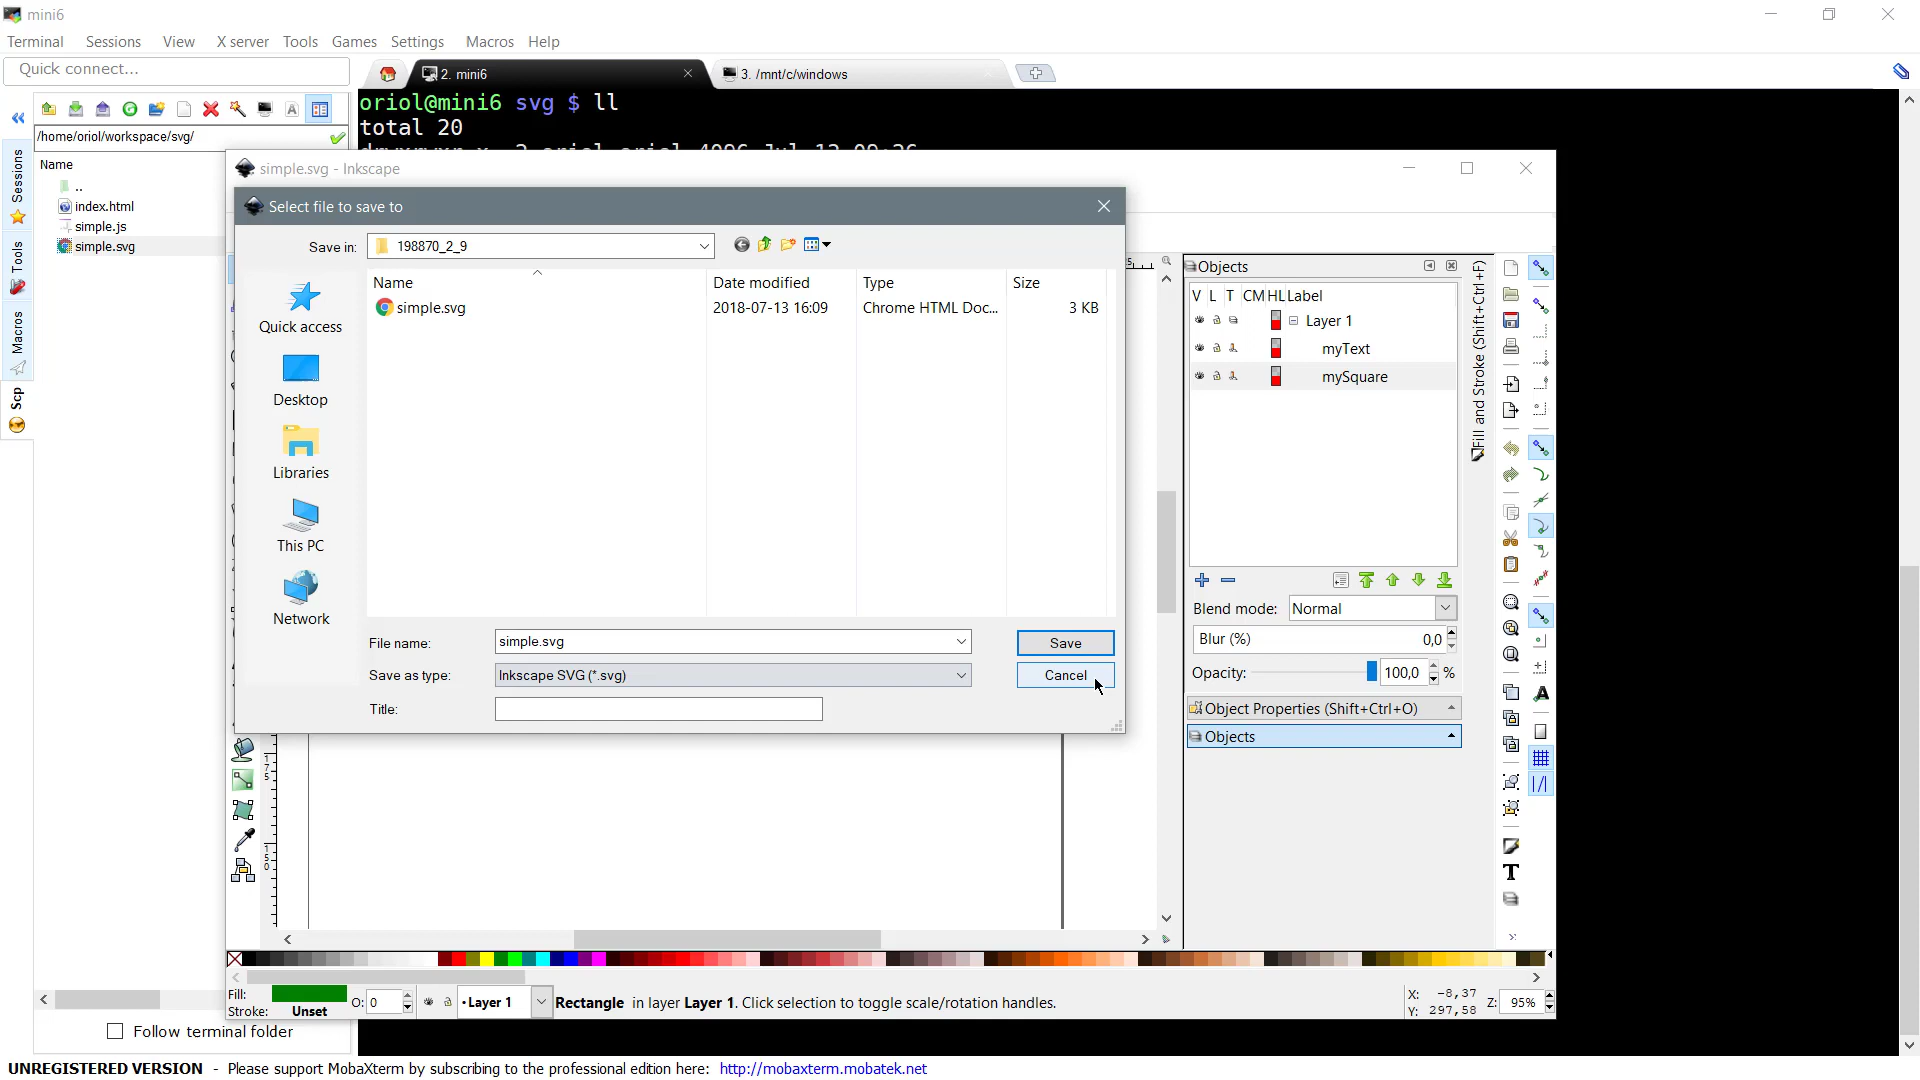 mini6
Terminal Sessions View X server Tools Games Settings Macros Help
Quick connect...
2. mini6
3. /mnt/c/windows
oriol@mini6 svg $ ll
total 20
/home/oriol/workspace/svg/
Name
..
index.html
simple.js
simple.svg
Sessions
Tools
Macros
Scp
simple.svg - Inkscape
Select file to save to
Save in: 198870_2_9
Name Date modified Type Size
simple.svg 2018-07-13 16:09 Chrome HTML Doc... 3 KB
Quick access
Desktop
Libraries
This PC
Network
File name: simple.svg Save
Save as type: Inkscape SVG (*.svg) Cancel
Title:
Objects
V L T CM HL Label
Layer 1
myText
mySquare
Fill and Stroke (Shift+Ctrl+F)
Blend mode: Normal
Blur (%) 0,0
Opacity: 100,0 %
Object Properties (Shift+Ctrl+O)
Objects
175
150
Fill:
Stroke: Unset
O: 0
Layer 1
Rectangle in layer Layer 1. Click selection to toggle scale/rotation handles.
X: -8,37
Y: 297,58
Z: 95%
Follow terminal folder
UNREGISTERED VERSION - Please support MobaXterm by subscribing to the professional edition here: http://mobaxterm.mobatek.net